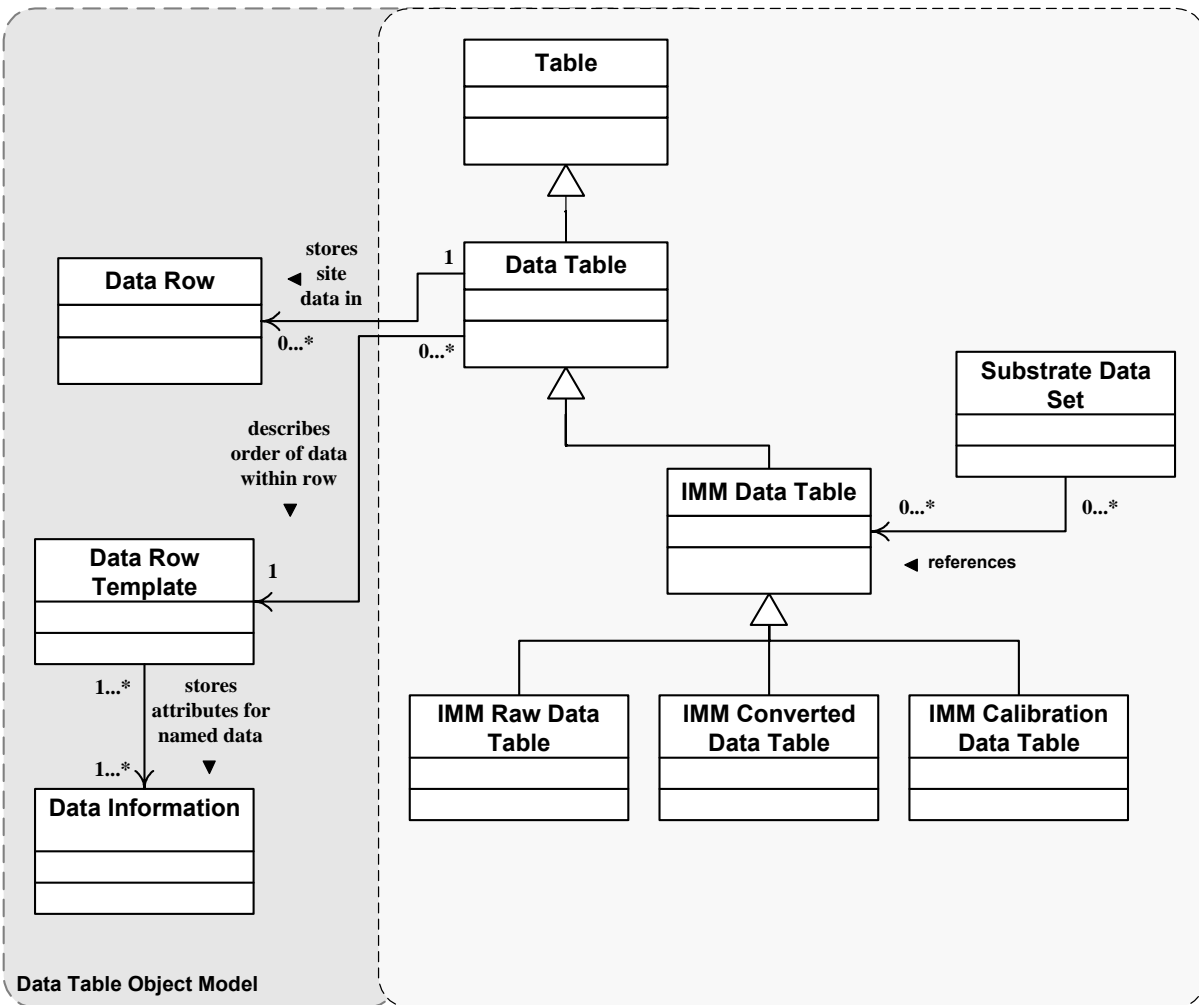 Table
stores
site
data in
1
Data Table
Data Row
0...*
0...*
Substrate Data
Set
describes
order of data
within row
IMM Data Table
0...*
0...*
references
Data Row
Template
1
1...*
stores
attributes for
named data
1...*
IMM Raw Data
Table
IMM Converted
Data Table
IMM Calibration
Data Table
Data Information
Data Table Object Model